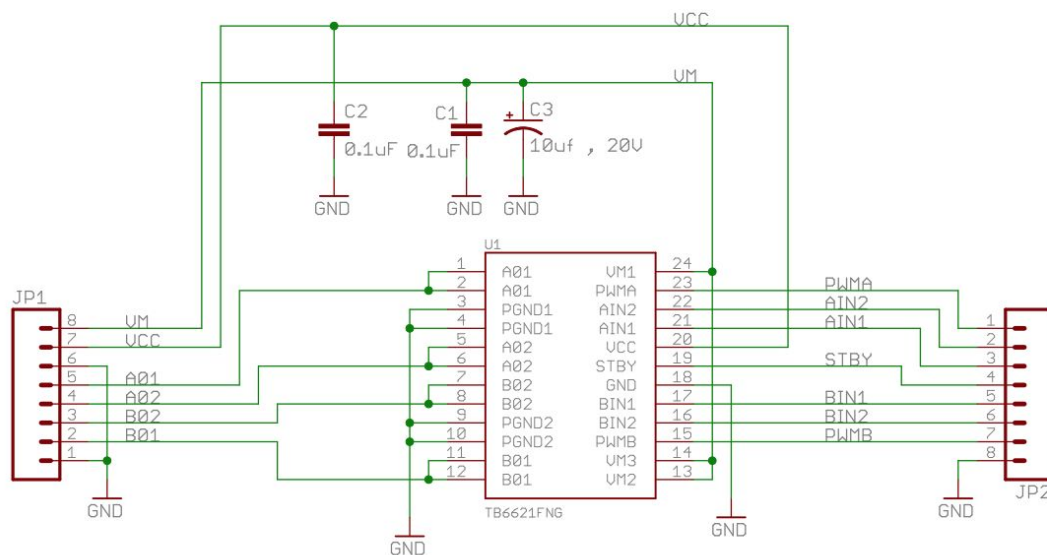 VCC
VM
C2
C1
C3
+
0.1uF
0.1uF
10uf , 20V
GND
GND
GND
U1
1 A01 VM1 24
2 A01 PWMA 23 PWMA
3 PGND1 AIN2 22 AIN2
4 PGND1 AIN1 21 AIN1
5 A02 VCC 20
6 A02 STBY 19 STBY
7 B02 GND 18
8 B02 BIN1 17 BIN1
9 PGND2 BIN2 16 BIN2
10 PGND2 PWMB 15 PWMB
11 B01 VM3 14
12 B01 VM2 13
TB6621FNG
JP1
8 VM
7 VCC
6
5 A01
4 A02
3 B02
2 B01
1
GND
GND
GND
1
2
3
4
5
6
7
8
JP2
GND